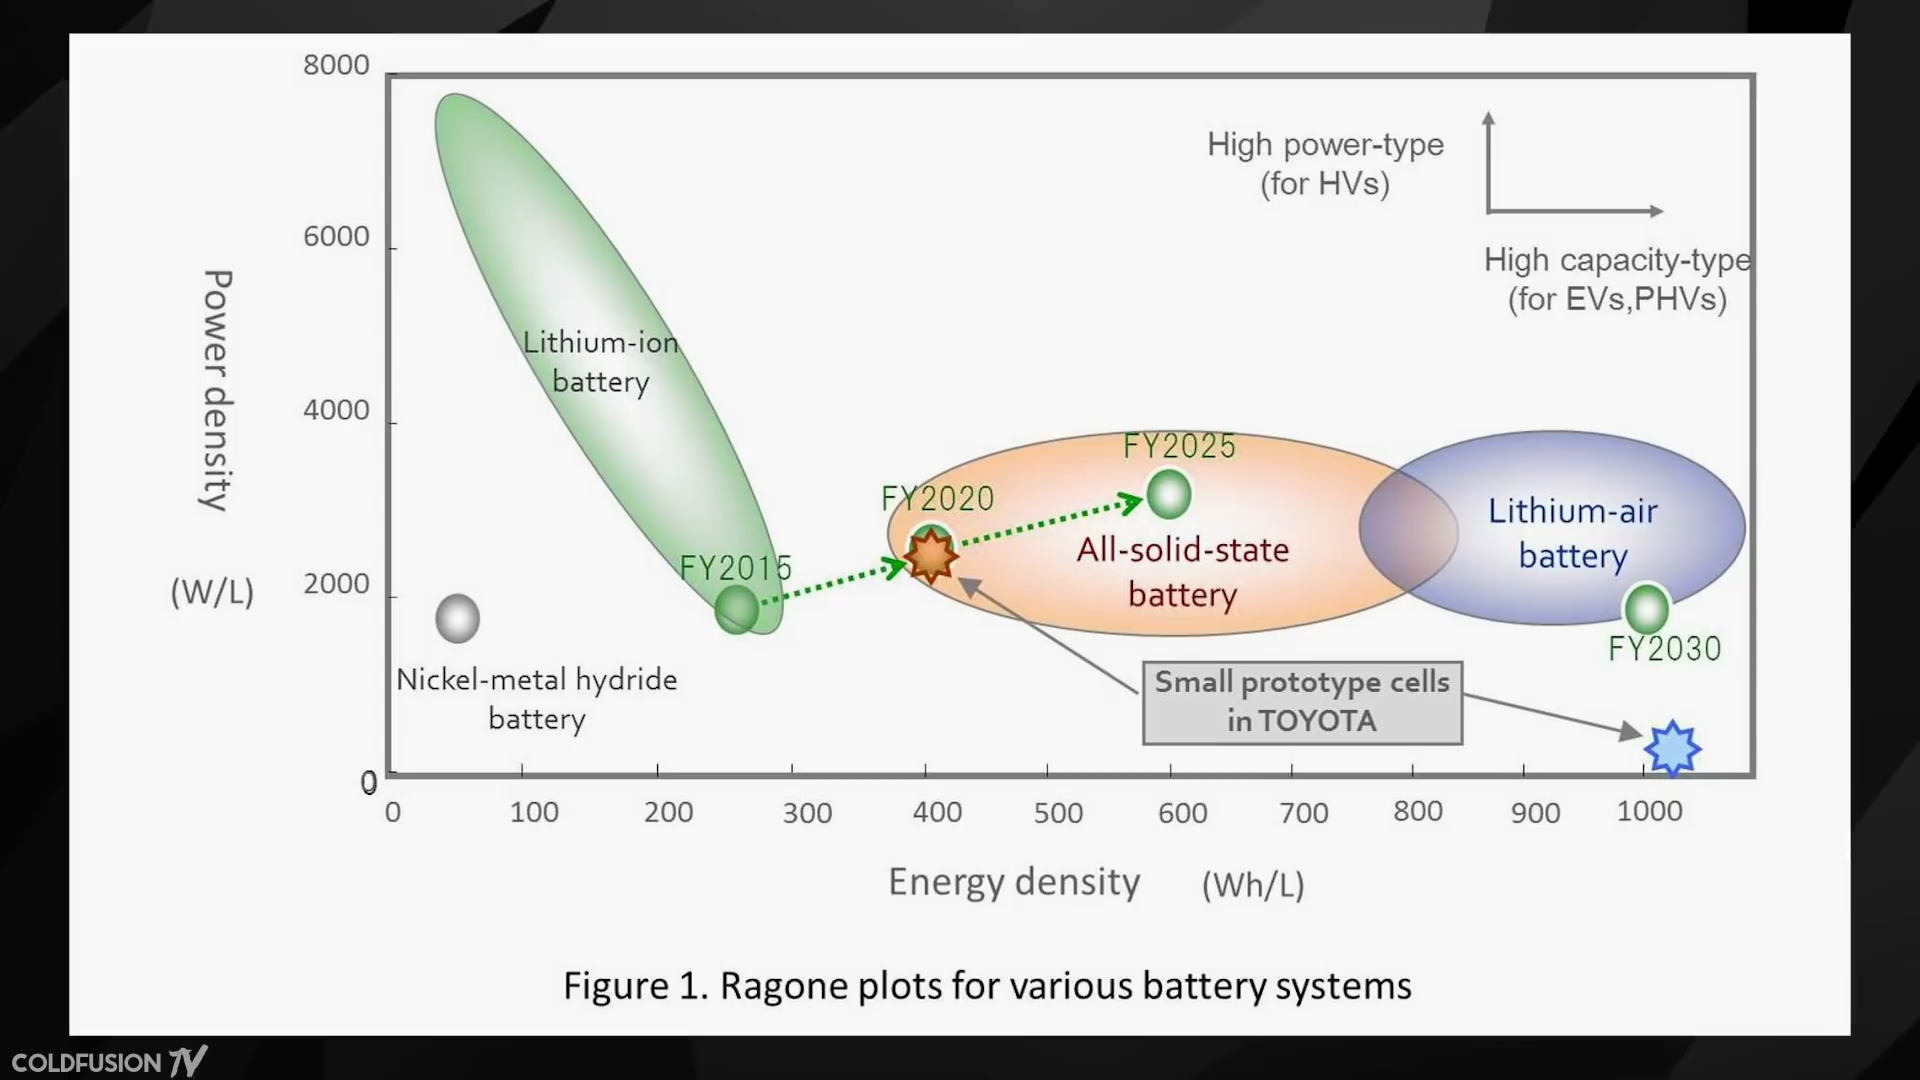 8000
6000
4000
2000
0
Power density
(W/L)
High power-type
(for HVs)
High capacity-type
(for EVs,PHVs)
Lithium-ion
battery
FY2025
FY2020
Lithium-air
battery
All-solid-state
battery
FY2015
FY2030
Nickel-metal hydride
battery
Small prototype cells
in TOYOTA
0 100 200 300 400 500 600 700 800 900 1000
Energy density (Wh/L)
Figure 1. Ragone plots for various battery systems
COLDFUSION TV